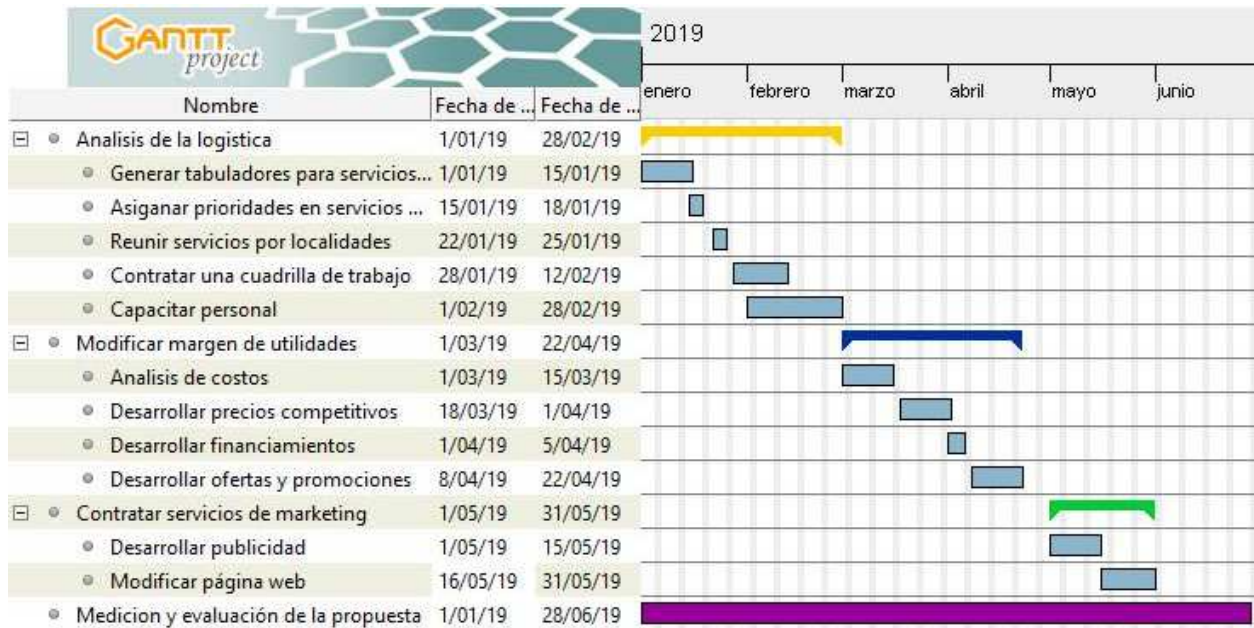 GANTT
project
2019
enero febrero marzo abril mayo junio
Nombre Fecha de ... Fecha de ...
Analisis de la logistica 1/01/19 28/02/19
Generar tabuladores para servicios... 1/01/19 15/01/19
Asiganar prioridades en servicios ... 15/01/19 18/01/19
Reunir servicios por localidades 22/01/19 25/01/19
Contratar una cuadrilla de trabajo 28/01/19 12/02/19
Capacitar personal 1/02/19 28/02/19
Modificar margen de utilidades 1/03/19 22/04/19
Analisis de costos 1/03/19 15/03/19
Desarrollar precios competitivos 18/03/19 1/04/19
Desarrollar financiamientos 1/04/19 5/04/19
Desarrollar ofertas y promociones 8/04/19 22/04/19
Contratar servicios de marketing 1/05/19 31/05/19
Desarrollar publicidad 1/05/19 15/05/19
Modificar página web 16/05/19 31/05/19
Medicion y evaluación de la propuesta 1/01/19 28/06/19